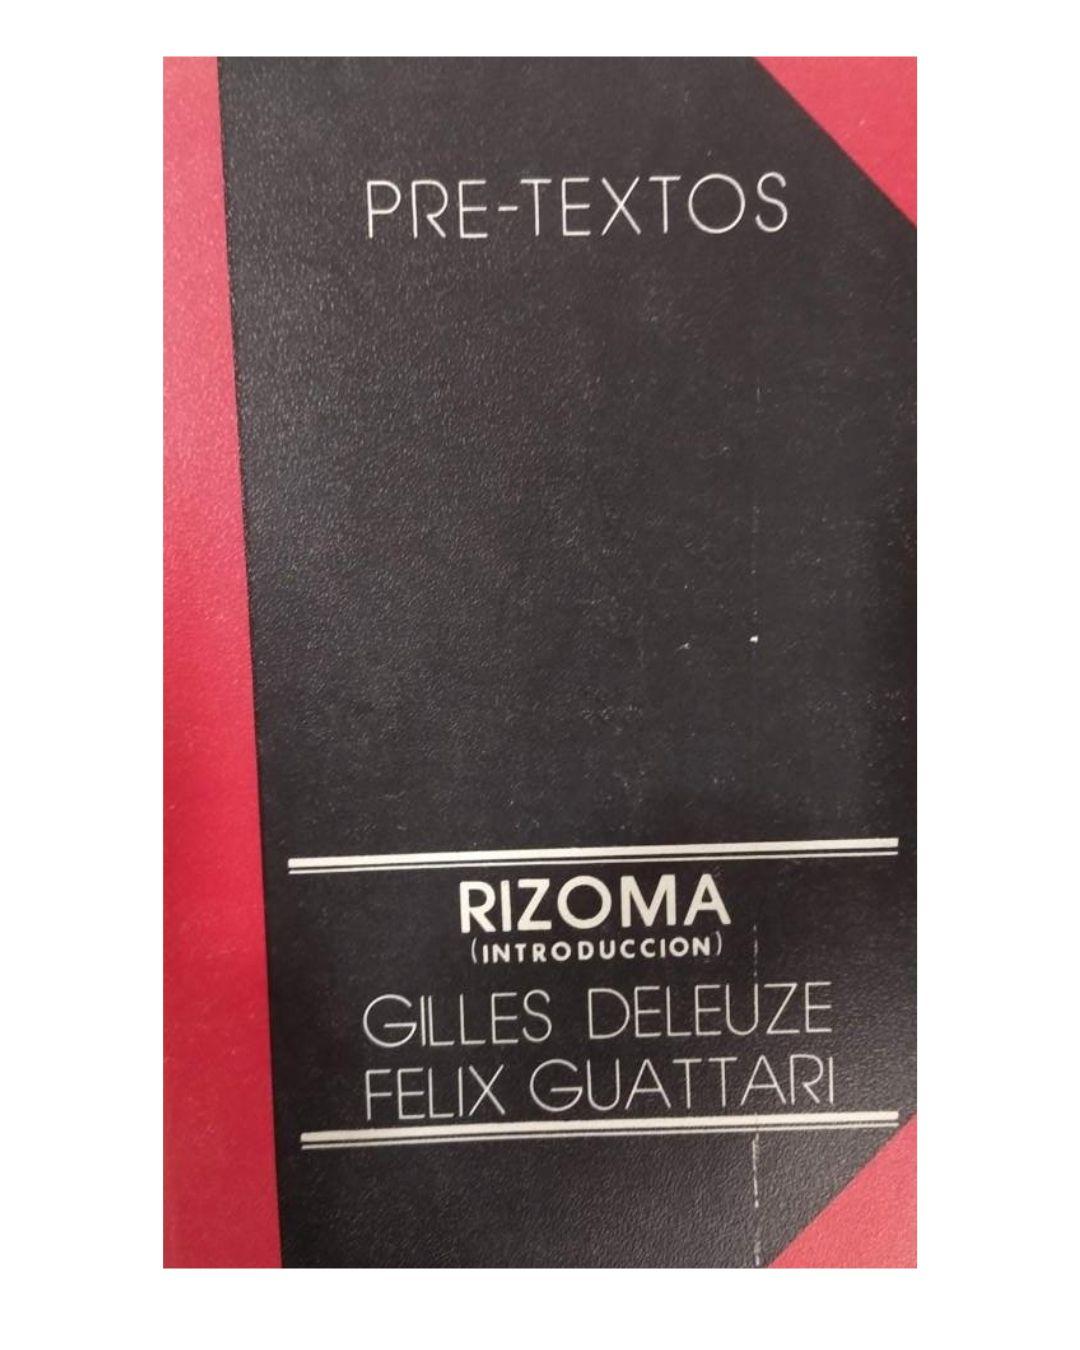 PRE-TEXTOS
RIZOMA
(INTRODUCCION)
GILLES DELEUZE
FELIX GUATTARI